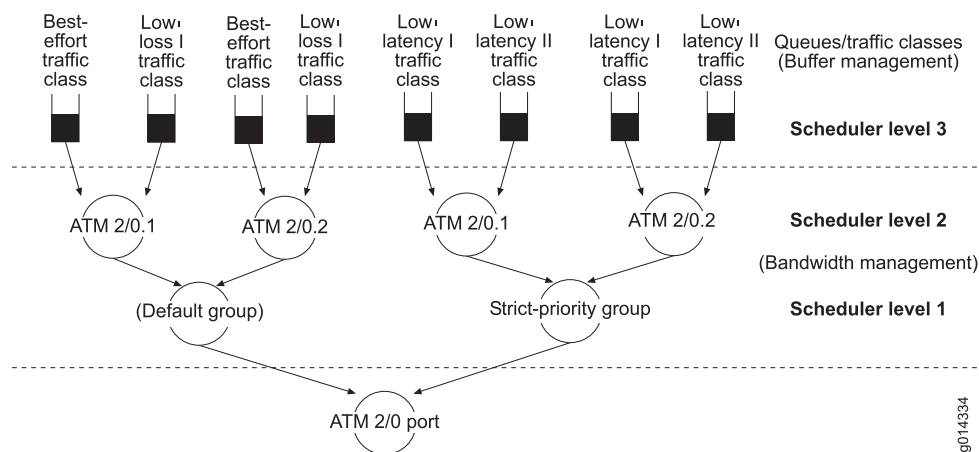 Best-
effort
traffic
class
Low-
loss I
traffic
class
Best-
effort
traffic
class
Low-
loss I
traffic
class
Low-
latency I
traffic
class
Low-
latency II
traffic
class
Low-
latency I
traffic
class
Low-
latency II
traffic
class
Queues/traffic classes
(Buffer management)
Scheduler level 3
ATM 2/0.1
ATM 2/0.2
ATM 2/0.1
ATM 2/0.2
Scheduler level 2
(Bandwidth management)
(Default group)
Strict-priority group
Scheduler level 1
ATM 2/0 port
g014334